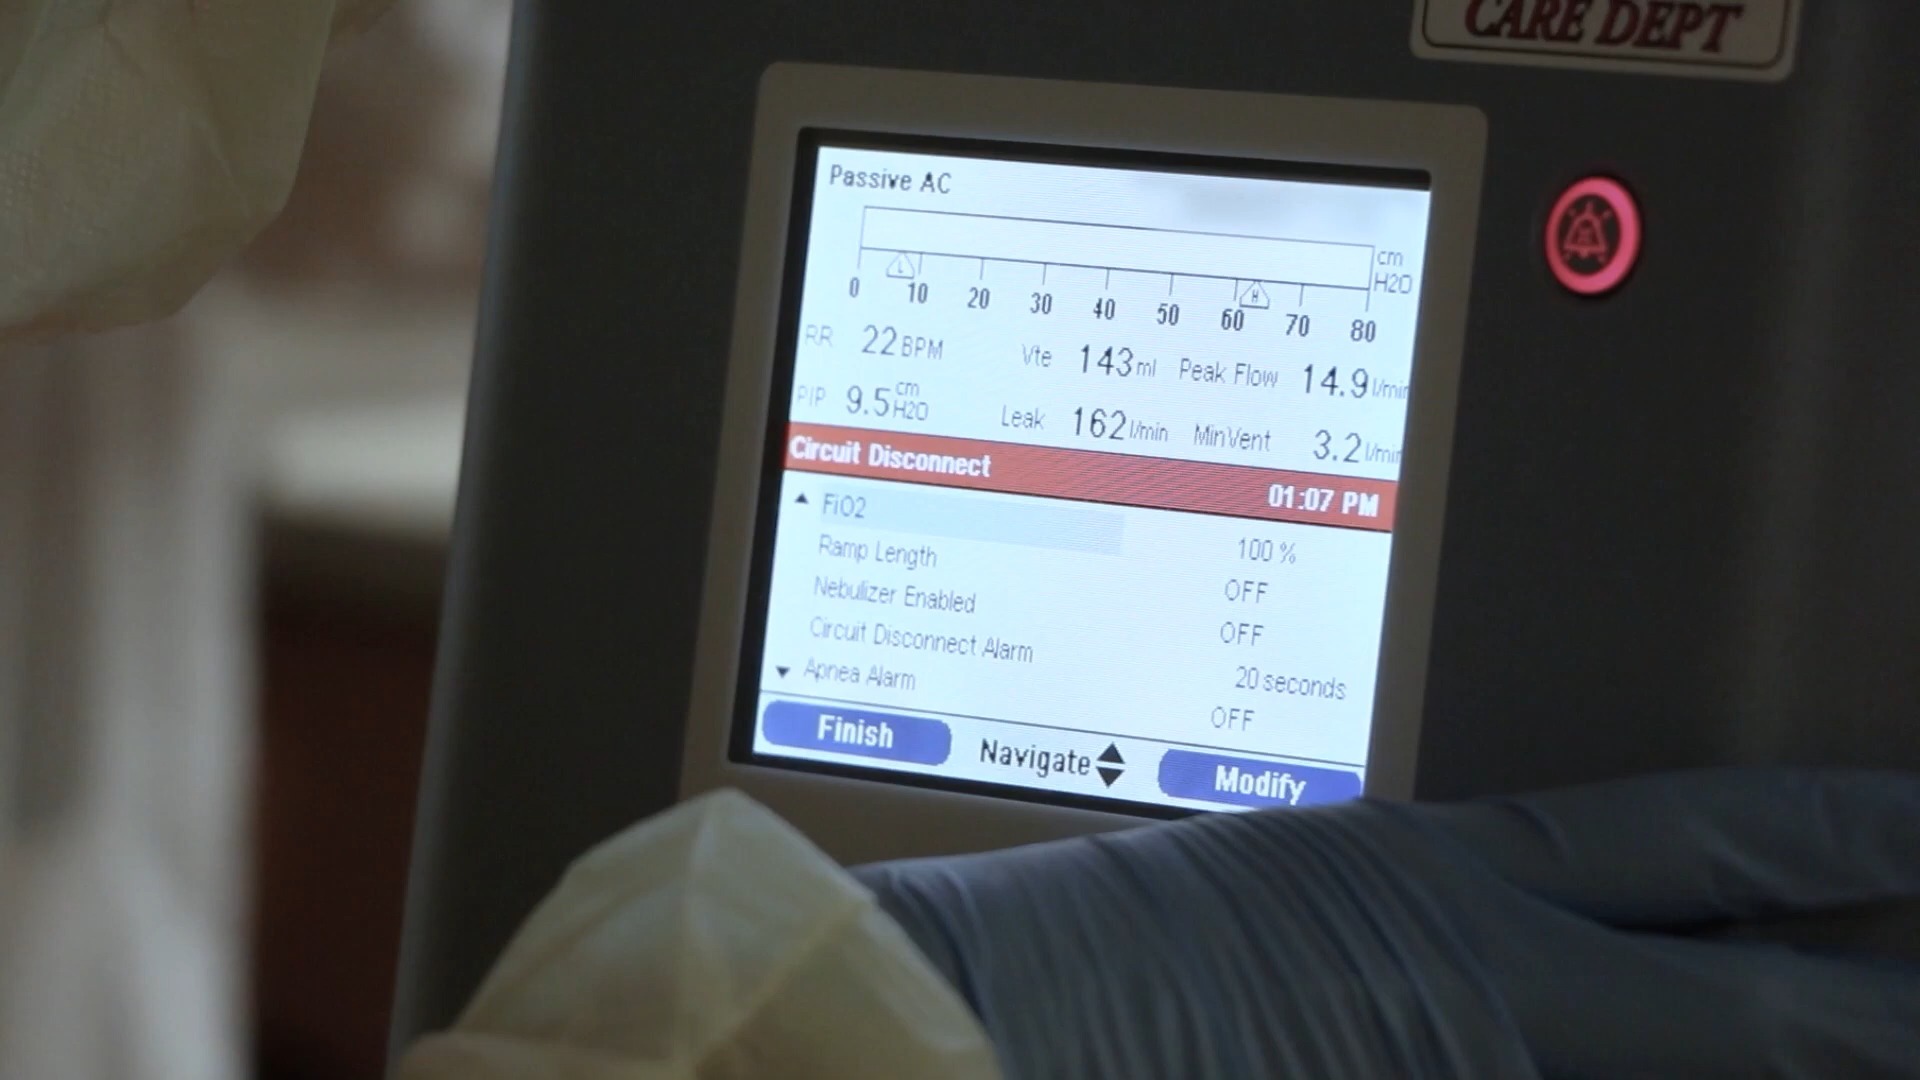 CARE DEPT
Passive AC
cm
H2O
L
H
0 10 20 30 40 50 60 70 80
RR 22 BPM Vte 143 ml Peak Flow 14.9 l/min
PIP 9.5 cm H2O Leak 162 l/min MinVent 3.2 l/min
Circuit Disconnect 01:07 PM
FiO2 100 %
Ramp Length OFF
Nebulizer Enabled OFF
Circuit Disconnect Alarm 20 seconds
Apnea Alarm OFF
Finish Navigate Modify